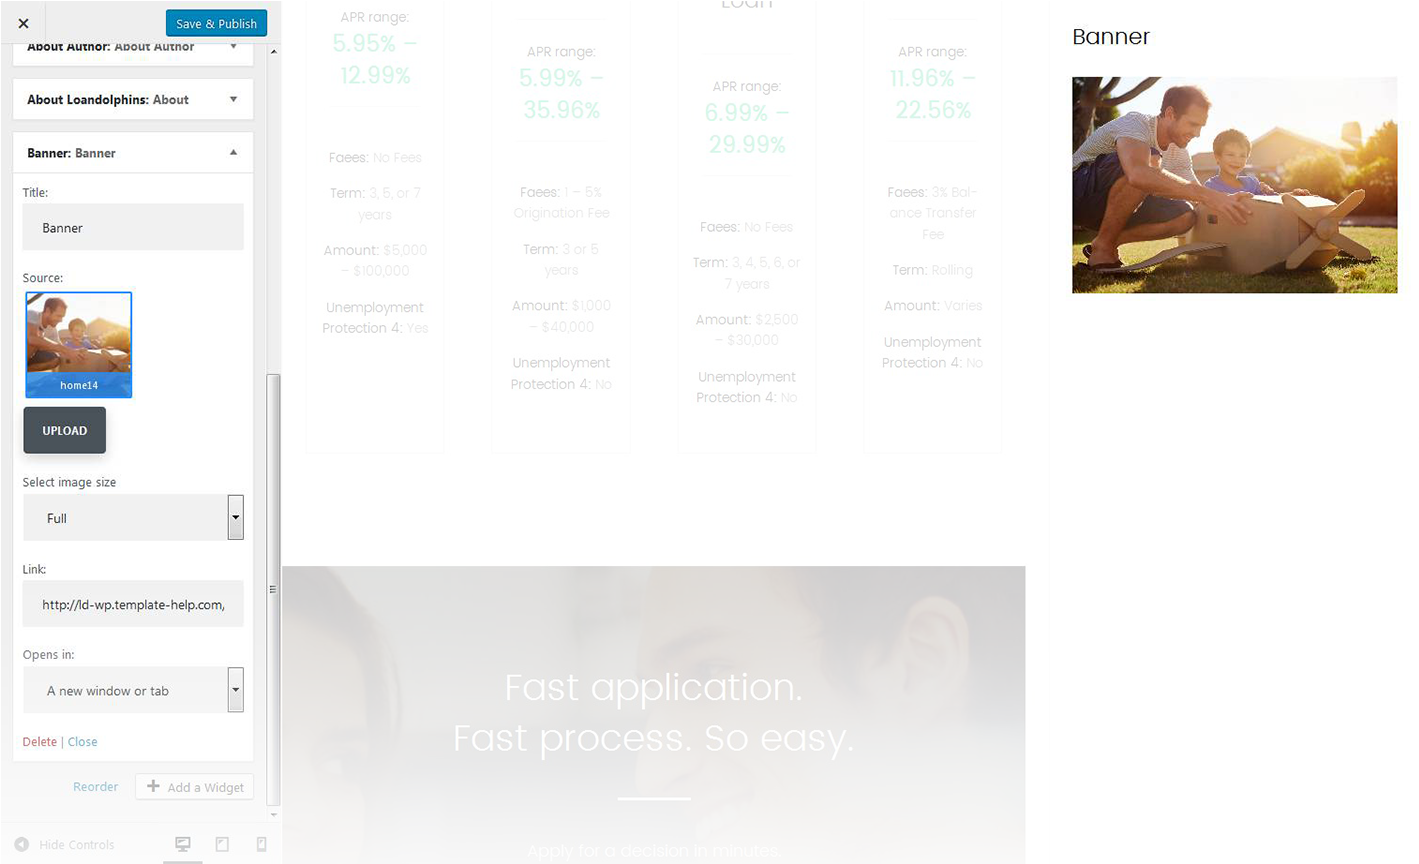 Save & Publish
About Author: About Author
About Loandolphins: About
Banner: Banner
Title:
Banner
Source:
home14
UPLOAD
Select image size
Full
Link:
http://ld-wp.template-help.com,
Opens in:
A new window or tab
Delete | Close
Reorder
Add a Widget
Hide Controls
APR range:
5.95% –
12.99%
Faees: No Fees
Term: 3, 5, or 7
years
Amount: $5,000
– $100,000
Unemployment
Protection 4: Yes
APR range:
5.99% –
35.96%
Faees: 1 – 5%
Origination Fee
Term: 3 or 5
years
Amount: $1,000
– $40,000
Unemployment
Protection 4: No
Loan
APR range:
6.99% –
29.99%
Faees: No Fees
Term: 3, 4, 5, 6, or
7 years
Amount: $2,500
– $30,000
Unemployment
Protection 4: No
APR range:
11.96% –
22.56%
Faees: 3% Bal-
ance Transfer
Fee
Term: Rolling
Amount: Varies
Unemployment
Protection 4: No
Fast application.
Fast process. So easy.
Apply for a decision in minutes.
Banner